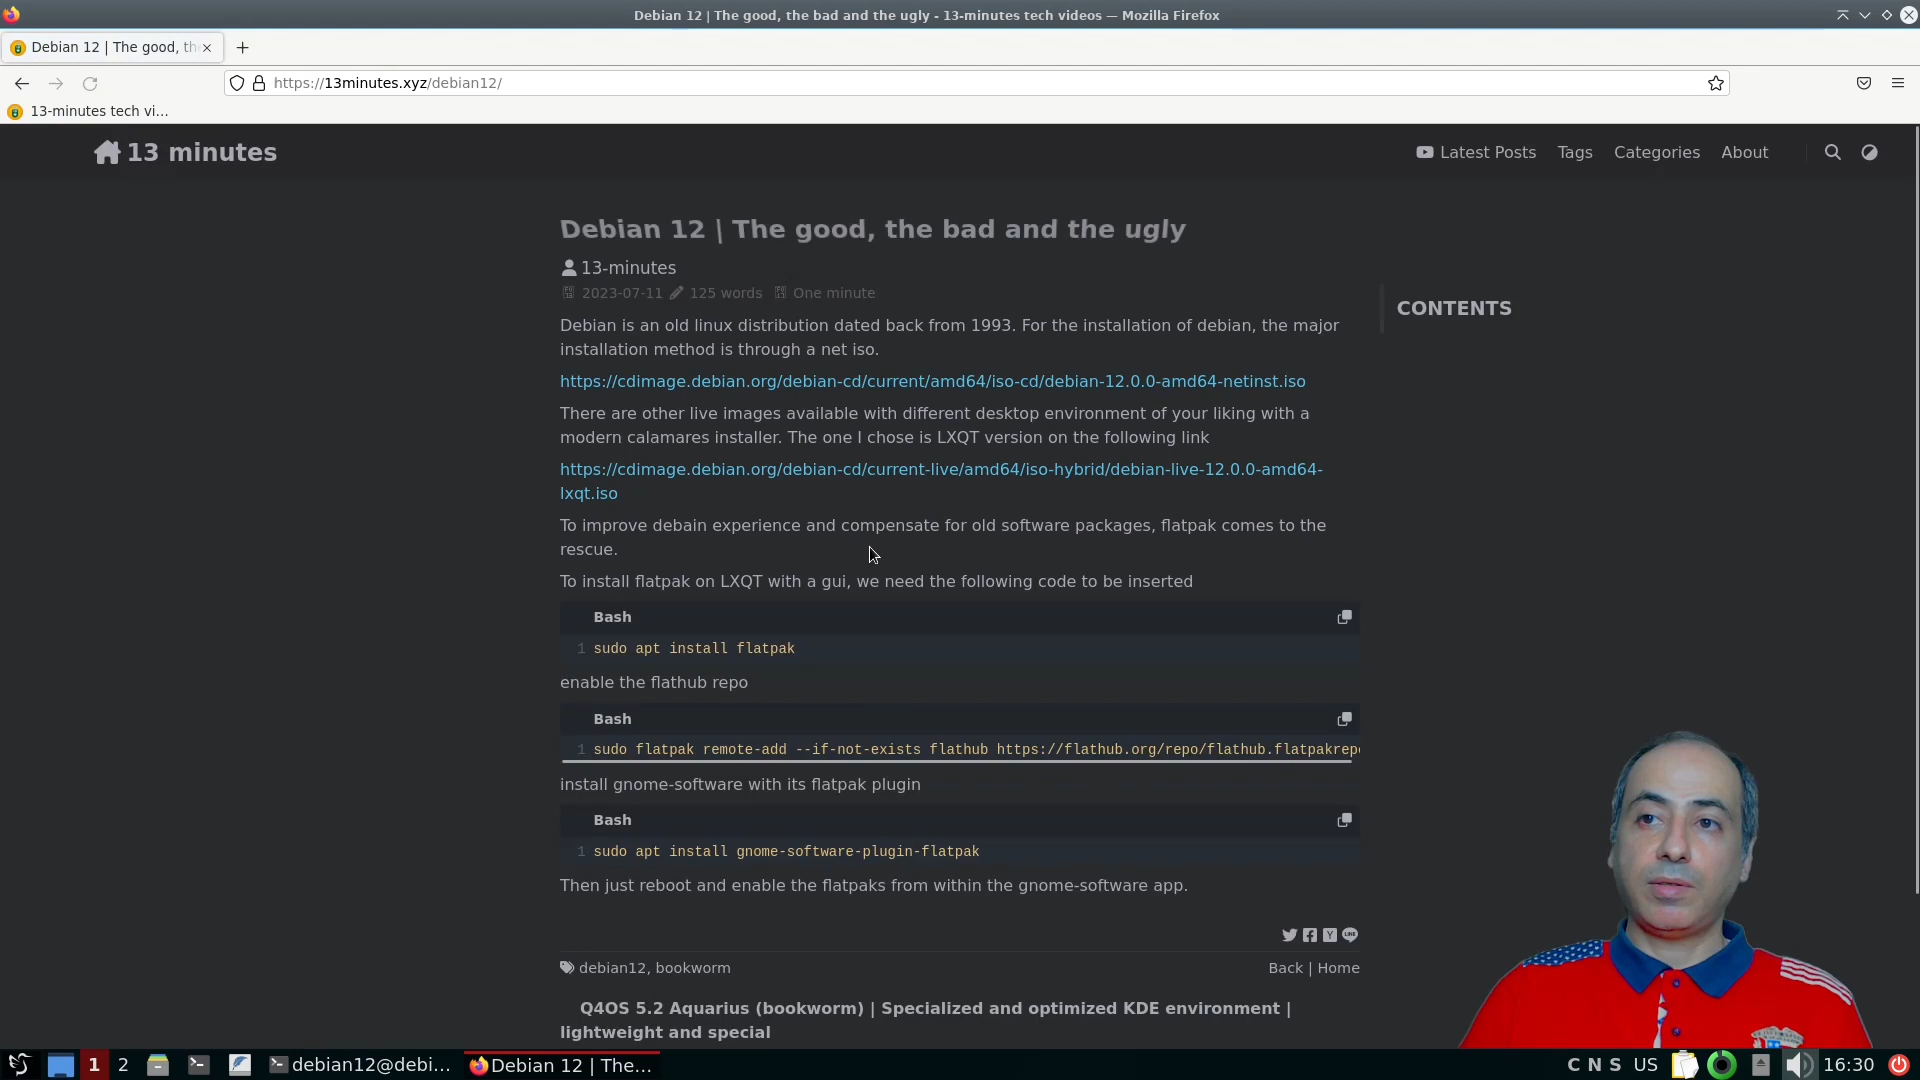 Debian 12 | The good, the bad and the ugly - 13-minutes tech videos — Mozilla Firefox
Debian 12 | The good, th
https://13minutes.xyz/debian12/
13-minutes tech vi…
13 minutes
Latest Posts Tags Categories About
Debian 12 | The good, the bad and the ugly
13-minutes
2023-07-11 125 words One minute
CONTENTS
Debian is an old linux distribution dated back from 1993. For the installation of debian, the major
installation method is through a net iso.
https://cdimage.debian.org/debian-cd/current/amd64/iso-cd/debian-12.0.0-amd64-netinst.iso
There are other live images available with different desktop environment of your liking with a
modern calamares installer. The one I chose is LXQT version on the following link
https://cdimage.debian.org/debian-cd/current-live/amd64/iso-hybrid/debian-live-12.0.0-amd64-
lxqt.iso
To improve debain experience and compensate for old software packages, flatpak comes to the
rescue.
To install flatpak on LXQT with a gui, we need the following code to be inserted
Bash
1 sudo apt install flatpak
enable the flathub repo
Bash
1 sudo flatpak remote-add --if-not-exists flathub https://flathub.org/repo/flathub.flatpakrepo
install gnome-software with its flatpak plugin
Bash
1 sudo apt install gnome-software-plugin-flatpak
Then just reboot and enable the flatpaks from within the gnome-software app.
debian12, bookworm
Back | Home
Q4OS 5.2 Aquarius (bookworm) | Specialized and optimized KDE environment |
lightweight and special
1 2 debian12@debi… Debian 12 | The… C N S US 16:30